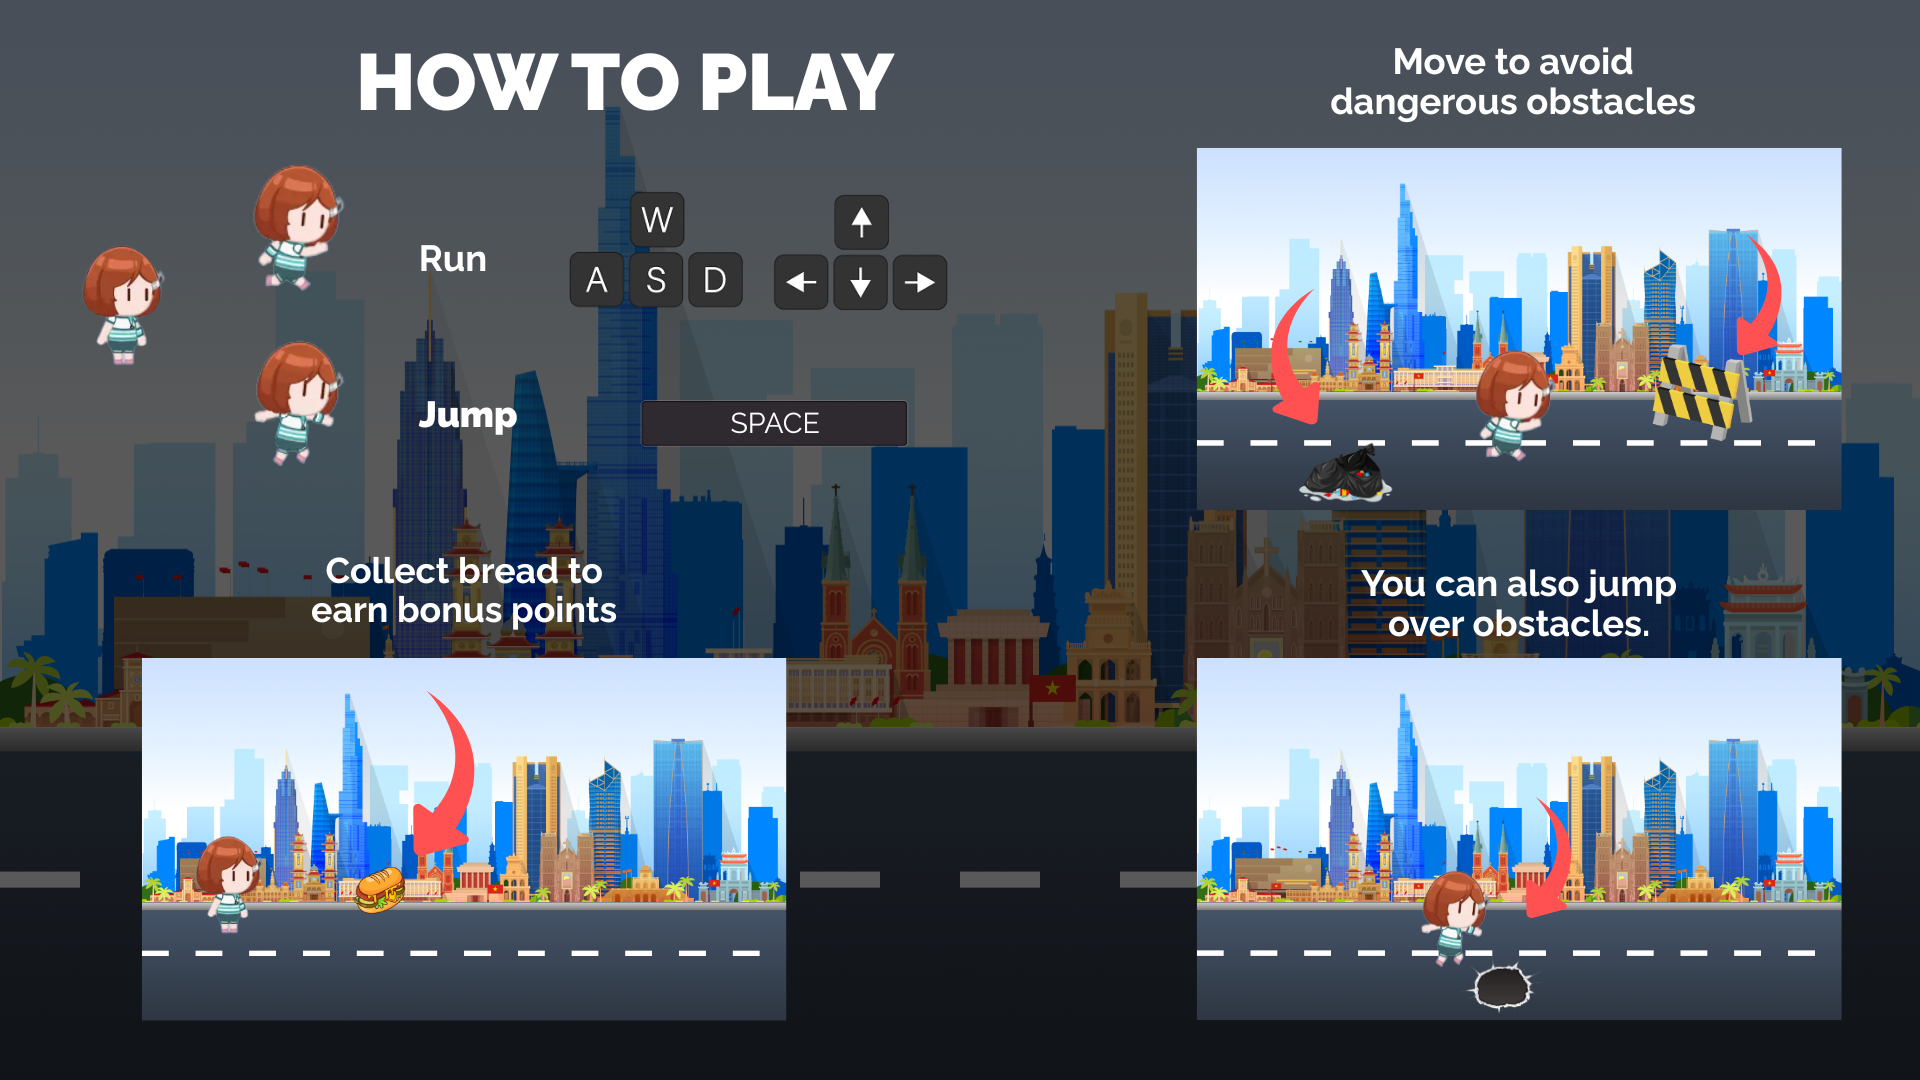 HOW TO PLAY
Run
W
A S D
Jump
SPACE
Collect bread to
earn bonus points
Move to avoid
dangerous obstacles
You can also jump
over obstacles.